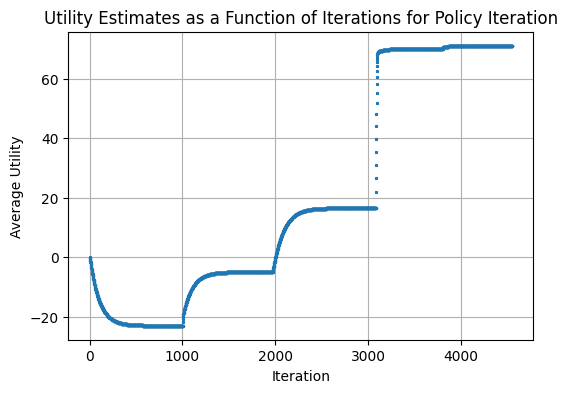 Utility Estimates as a Function of Iterations for Policy Iteration
60
40
20
0
−20
Average Utility
0 1000 2000 3000 4000
Iteration